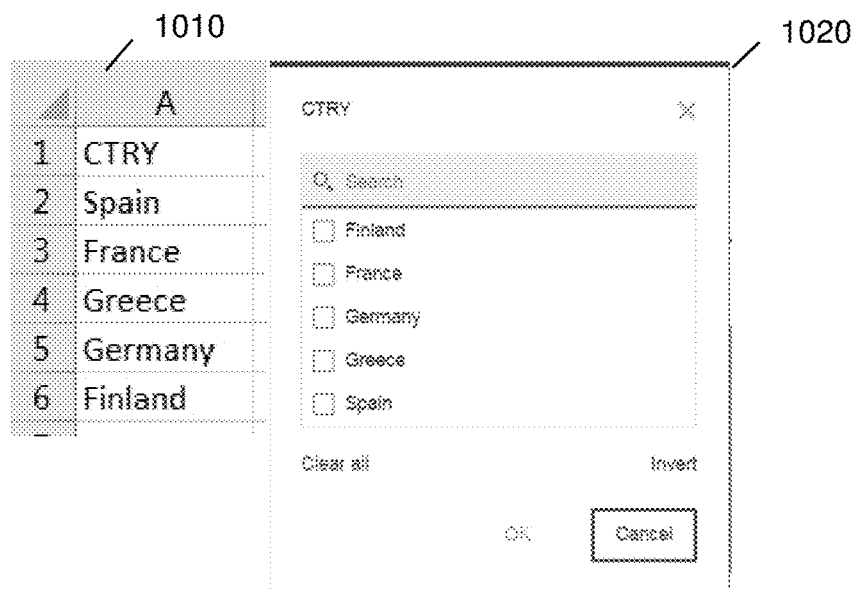 1010
1020
A
1 CTRY
2 Spain
3 France
4 Greece
5 Germany
6 Finland
CTRY
Search
Finland
France
Germany
Greece
Spain
Clear all Invert
OK Cancel